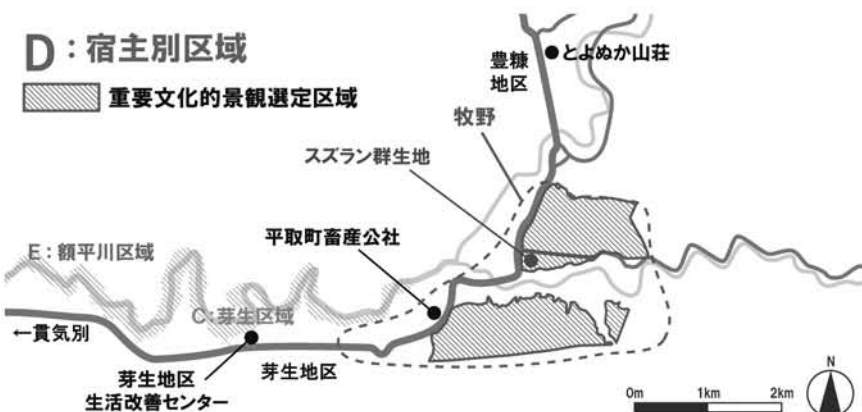 D：宿主別区域
重要文化的景観選定区域
豊糠
地区
とよぬか山荘
牧野
スズラン群生地
平取町畜産公社
E：額平川区域
C：芽生区域
←貫気別
芽生地区
生活改善センター
芽生地区
0m 1km 2km
N